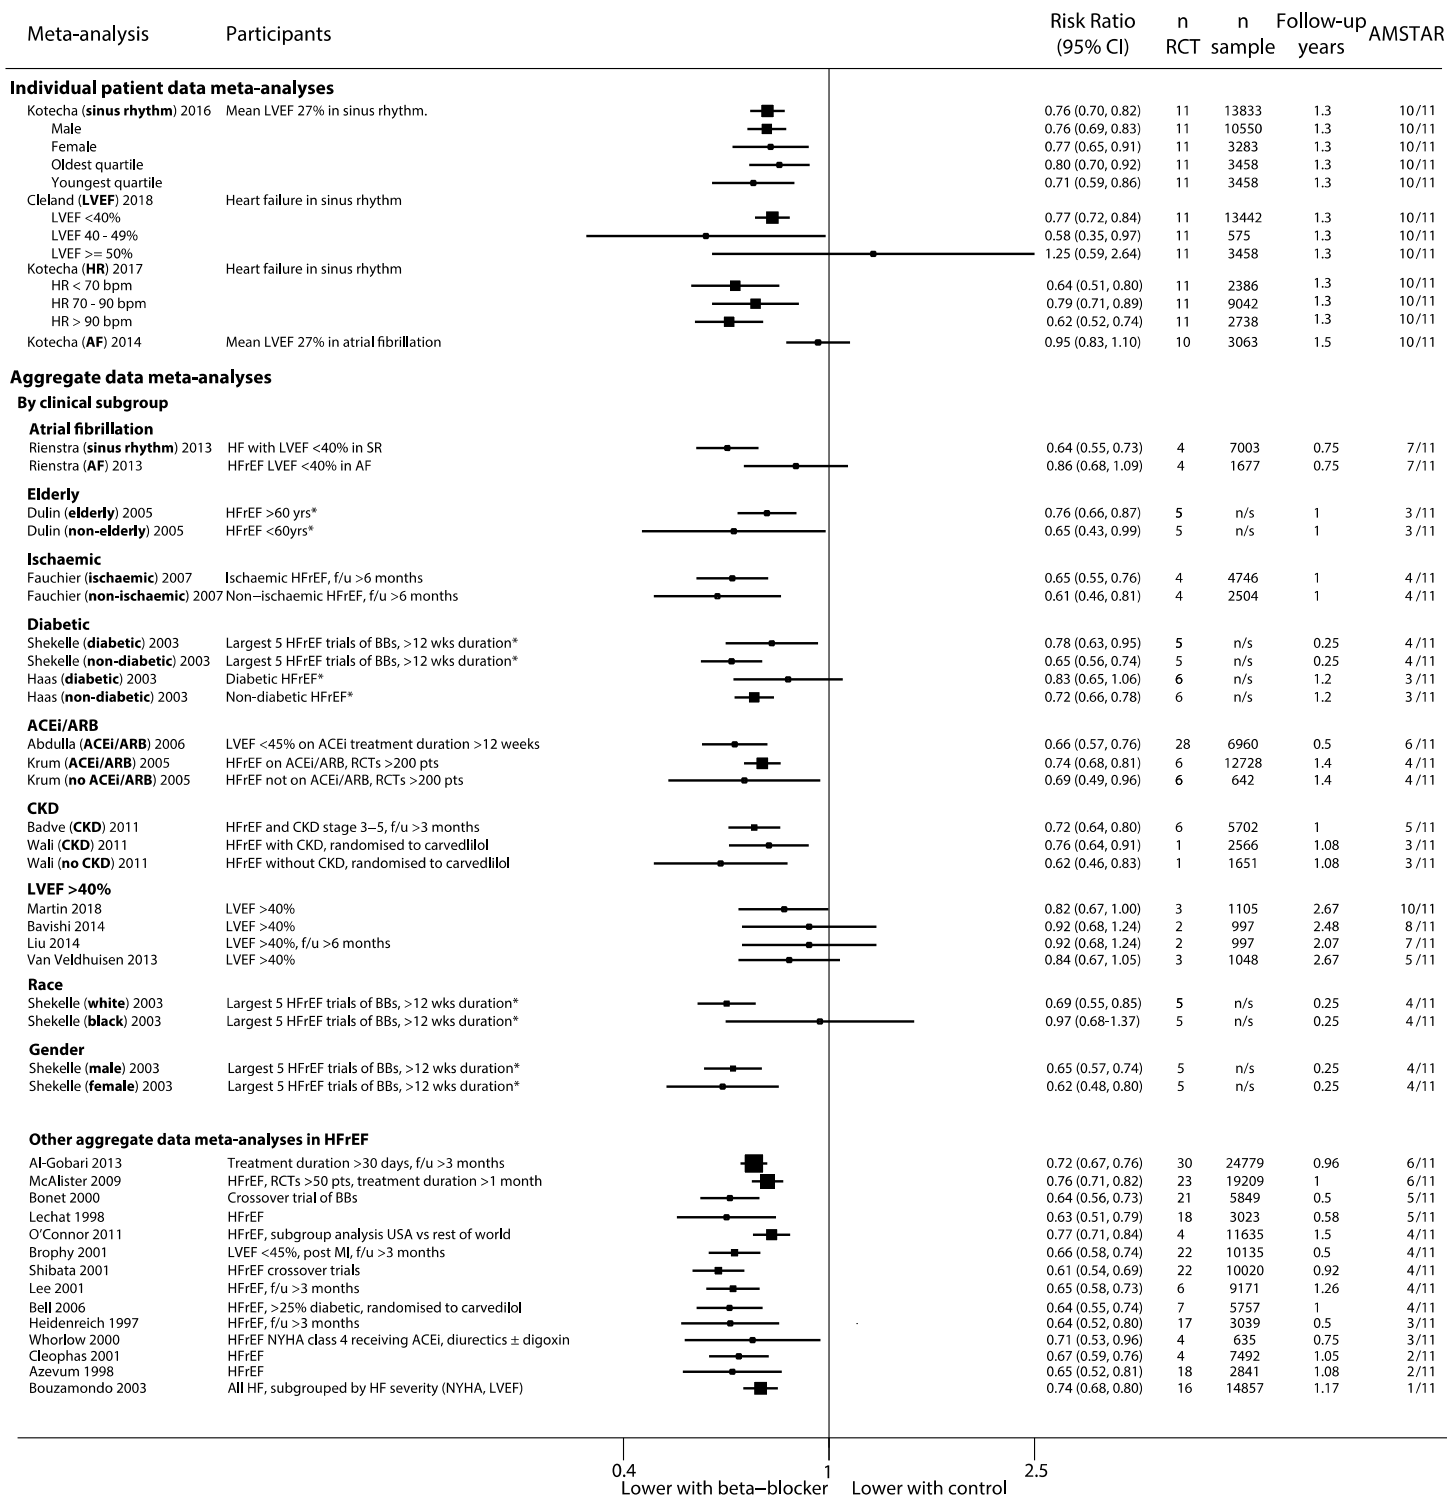 Meta-analysis Participants Risk Ratio (95% CI) n RCT n sample Follow-up years AMSTAR
Individual patient data meta-analyses
Kotecha (sinus rhythm) 2016 Mean LVEF 27% in sinus rhythm. 0.76 (0.70, 0.82) 11 13833 1.3 10/11
Male 0.76 (0.69, 0.83) 11 10550 1.3 10/11
Female 0.77 (0.65, 0.91) 11 3283 1.3 10/11
Oldest quartile 0.80 (0.70, 0.92) 11 3458 1.3 10/11
Youngest quartile 0.71 (0.59, 0.86) 11 3458 1.3 10/11
Cleland (LVEF) 2018 Heart failure in sinus rhythm
LVEF <40% 0.77 (0.72, 0.84) 11 13442 1.3 10/11
LVEF 40 - 49% 0.58 (0.35, 0.97) 11 575 1.3 10/11
LVEF >= 50% 1.25 (0.59, 2.64) 11 3458 1.3 10/11
Kotecha (HR) 2017 Heart failure in sinus rhythm
HR < 70 bpm 0.64 (0.51, 0.80) 11 2386 1.3 10/11
HR 70 - 90 bpm 0.79 (0.71, 0.89) 11 9042 1.3 10/11
HR > 90 bpm 0.62 (0.52, 0.74) 11 2738 1.3 10/11
Kotecha (AF) 2014 Mean LVEF 27% in atrial fibrillation 0.95 (0.83, 1.10) 10 3063 1.5 10/11
Aggregate data meta-analyses
By clinical subgroup
Atrial fibrillation
Rienstra (sinus rhythm) 2013 HF with LVEF <40% in SR 0.64 (0.55, 0.73) 4 7003 0.75 7/11
Rienstra (AF) 2013 HFrEF LVEF <40% in AF 0.86 (0.68, 1.09) 4 1677 0.75 7/11
Elderly
Dulin (elderly) 2005 HFrEF >60 yrs* 0.76 (0.66, 0.87) 5 n/s 1 3/11
Dulin (non-elderly) 2005 HFrEF <60yrs* 0.65 (0.43, 0.99) 5 n/s 1 3/11
Ischaemic
Fauchier (ischaemic) 2007 Ischaemic HFrEF, f/u >6 months 0.65 (0.55, 0.76) 4 4746 1 4/11
Fauchier (non-ischaemic) 2007 Non−ischaemic HFrEF, f/u >6 months 0.61 (0.46, 0.81) 4 2504 1 4/11
Diabetic
Shekelle (diabetic) 2003 Largest 5 HFrEF trials of BBs, >12 wks duration* 0.78 (0.63, 0.95) 5 n/s 0.25 4/11
Shekelle (non-diabetic) 2003 Largest 5 HFrEF trials of BBs, >12 wks duration* 0.65 (0.56, 0.74) 5 n/s 0.25 4/11
Haas (diabetic) 2003 Diabetic HFrEF* 0.83 (0.65, 1.06) 6 n/s 1.2 3/11
Haas (non-diabetic) 2003 Non-diabetic HFrEF* 0.72 (0.66, 0.78) 6 n/s 1.2 3/11
ACEi/ARB
Abdulla (ACEi/ARB) 2006 LVEF <45% on ACEi treatment duration >12 weeks 0.66 (0.57, 0.76) 28 6960 0.5 6/11
Krum (ACEi/ARB) 2005 HFrEF on ACEi/ARB, RCTs >200 pts 0.74 (0.68, 0.81) 6 12728 1.4 4/11
Krum (no ACEi/ARB) 2005 HFrEF not on ACEi/ARB, RCTs >200 pts 0.69 (0.49, 0.96) 6 642 1.4 4/11
CKD
Badve (CKD) 2011 HFrEF and CKD stage 3−5, f/u >3 months 0.72 (0.64, 0.80) 6 5702 1 5/11
Wali (CKD) 2011 HFrEF with CKD, randomised to carvedlilol 0.76 (0.64, 0.91) 1 2566 1.08 3/11
Wali (no CKD) 2011 HFrEF without CKD, randomised to carvedlilol 0.62 (0.46, 0.83) 1 1651 1.08 3/11
LVEF >40%
Martin 2018 LVEF >40% 0.82 (0.67, 1.00) 3 1105 2.67 10/11
Bavishi 2014 LVEF >40% 0.92 (0.68, 1.24) 2 997 2.48 8/11
Liu 2014 LVEF >40%, f/u >6 months 0.92 (0.68, 1.24) 2 997 2.07 7/11
Van Veldhuisen 2013 LVEF >40% 0.84 (0.67, 1.05) 3 1048 2.67 5/11
Race
Shekelle (white) 2003 Largest 5 HFrEF trials of BBs, >12 wks duration* 0.69 (0.55, 0.85) 5 n/s 0.25 4/11
Shekelle (black) 2003 Largest 5 HFrEF trials of BBs, >12 wks duration* 0.97 (0.68-1.37) 5 n/s 0.25 4/11
Gender
Shekelle (male) 2003 Largest 5 HFrEF trials of BBs, >12 wks duration* 0.65 (0.57, 0.74) 5 n/s 0.25 4/11
Shekelle (female) 2003 Largest 5 HFrEF trials of BBs, >12 wks duration* 0.62 (0.48, 0.80) 5 n/s 0.25 4/11
Other aggregate data meta-analyses in HFrEF
Al-Gobari 2013 Treatment duration >30 days, f/u >3 months 0.72 (0.67, 0.76) 30 24779 0.96 6/11
McAlister 2009 HFrEF, RCTs >50 pts, treatment duration >1 month 0.76 (0.71, 0.82) 23 19209 1 6/11
Bonet 2000 Crossover trial of BBs 0.64 (0.56, 0.73) 21 5849 0.5 5/11
Lechat 1998 HFrEF 0.63 (0.51, 0.79) 18 3023 0.58 5/11
O'Connor 2011 HFrEF, subgroup analysis USA vs rest of world 0.77 (0.71, 0.84) 4 11635 1.5 4/11
Brophy 2001 LVEF <45%, post MI, f/u >3 months 0.66 (0.58, 0.74) 22 10135 0.5 4/11
Shibata 2001 HFrEF crossover trials 0.61 (0.54, 0.69) 22 10020 0.92 4/11
Lee 2001 HFrEF, f/u >3 months 0.65 (0.58, 0.73) 6 9171 1.26 4/11
Bell 2006 HFrEF, >25% diabetic, randomised to carvedilol 0.64 (0.55, 0.74) 7 5757 1 4/11
Heidenreich 1997 HFrEF, f/u >3 months 0.64 (0.52, 0.80) 17 3039 0.5 3/11
Whorlow 2000 HFrEF NYHA class 4 receiving ACEi, diurectics ± digoxin 0.71 (0.53, 0.96) 4 635 0.75 3/11
Cleophas 2001 HFrEF 0.67 (0.59, 0.76) 4 7492 1.05 2/11
Azevum 1998 HFrEF 0.65 (0.52, 0.81) 18 2841 1.08 2/11
Bouzamondo 2003 All HF, subgrouped by HF severity (NYHA, LVEF) 0.74 (0.68, 0.80) 16 14857 1.17 1/11
0.4 1 2.5
Lower with beta−blocker Lower with control